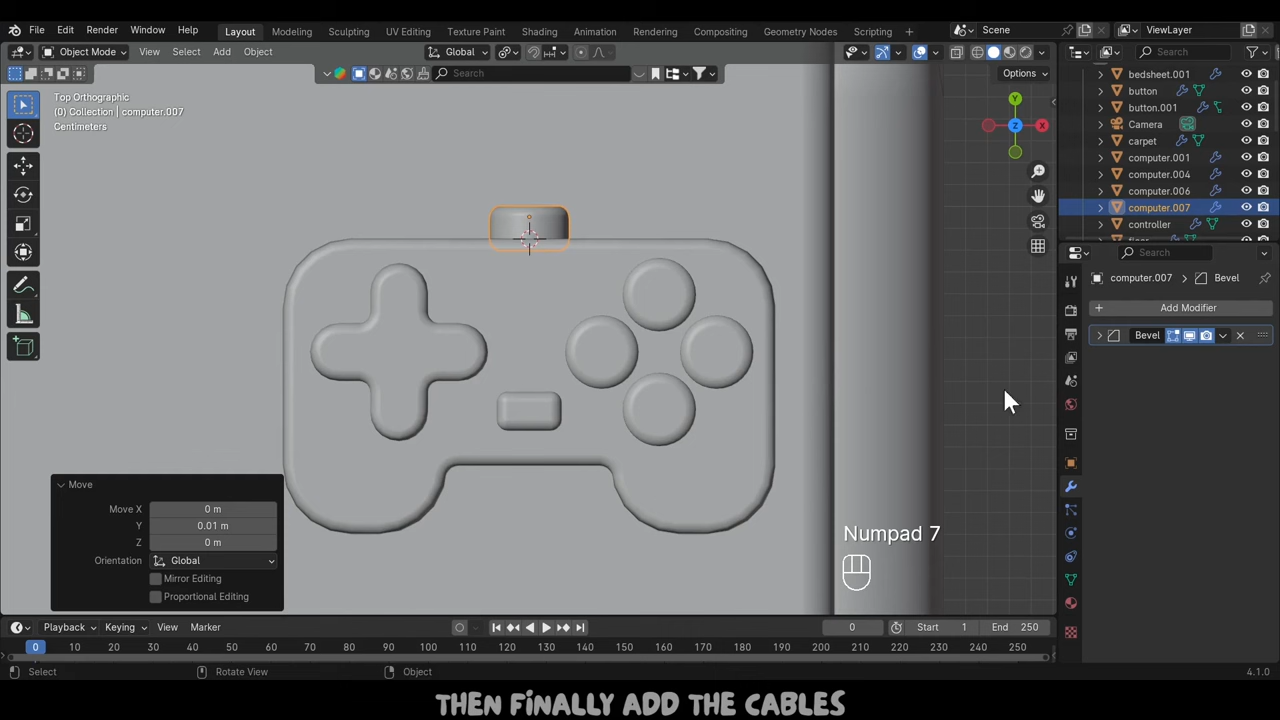 File Edit Render Window Help Layout Modeling Sculpting UV Editing Texture Paint Shading Animation Rendering Compositing Geometry Nodes Scripting + Scene ViewLayer
Object Mode View Select Add Object Global Search
Search Options
Top Orthographic
(0) Collection | computer.007
Centimeters
Y
Z
X
bedsheet.001
button
button.001
Camera
carpet
computer.001
computer.004
computer.006
computer.007
controller
Search
computer.007 > Bevel
+ Add Modifier
Bevel
Move
Move X 0 m
Y 0.01 m
Z 0 m
Orientation Global
Mirror Editing
Proportional Editing
Numpad 7
Playback Keying View Marker 0 Start 1 End 250
0 10 20 30 40 50 60 70 80 90 100 110 120 130 140 150 160 170 180 190 200 210 220 230 240 250
Select Rotate View Object 4.1.0
THEN FINALLY ADD THE CABLES